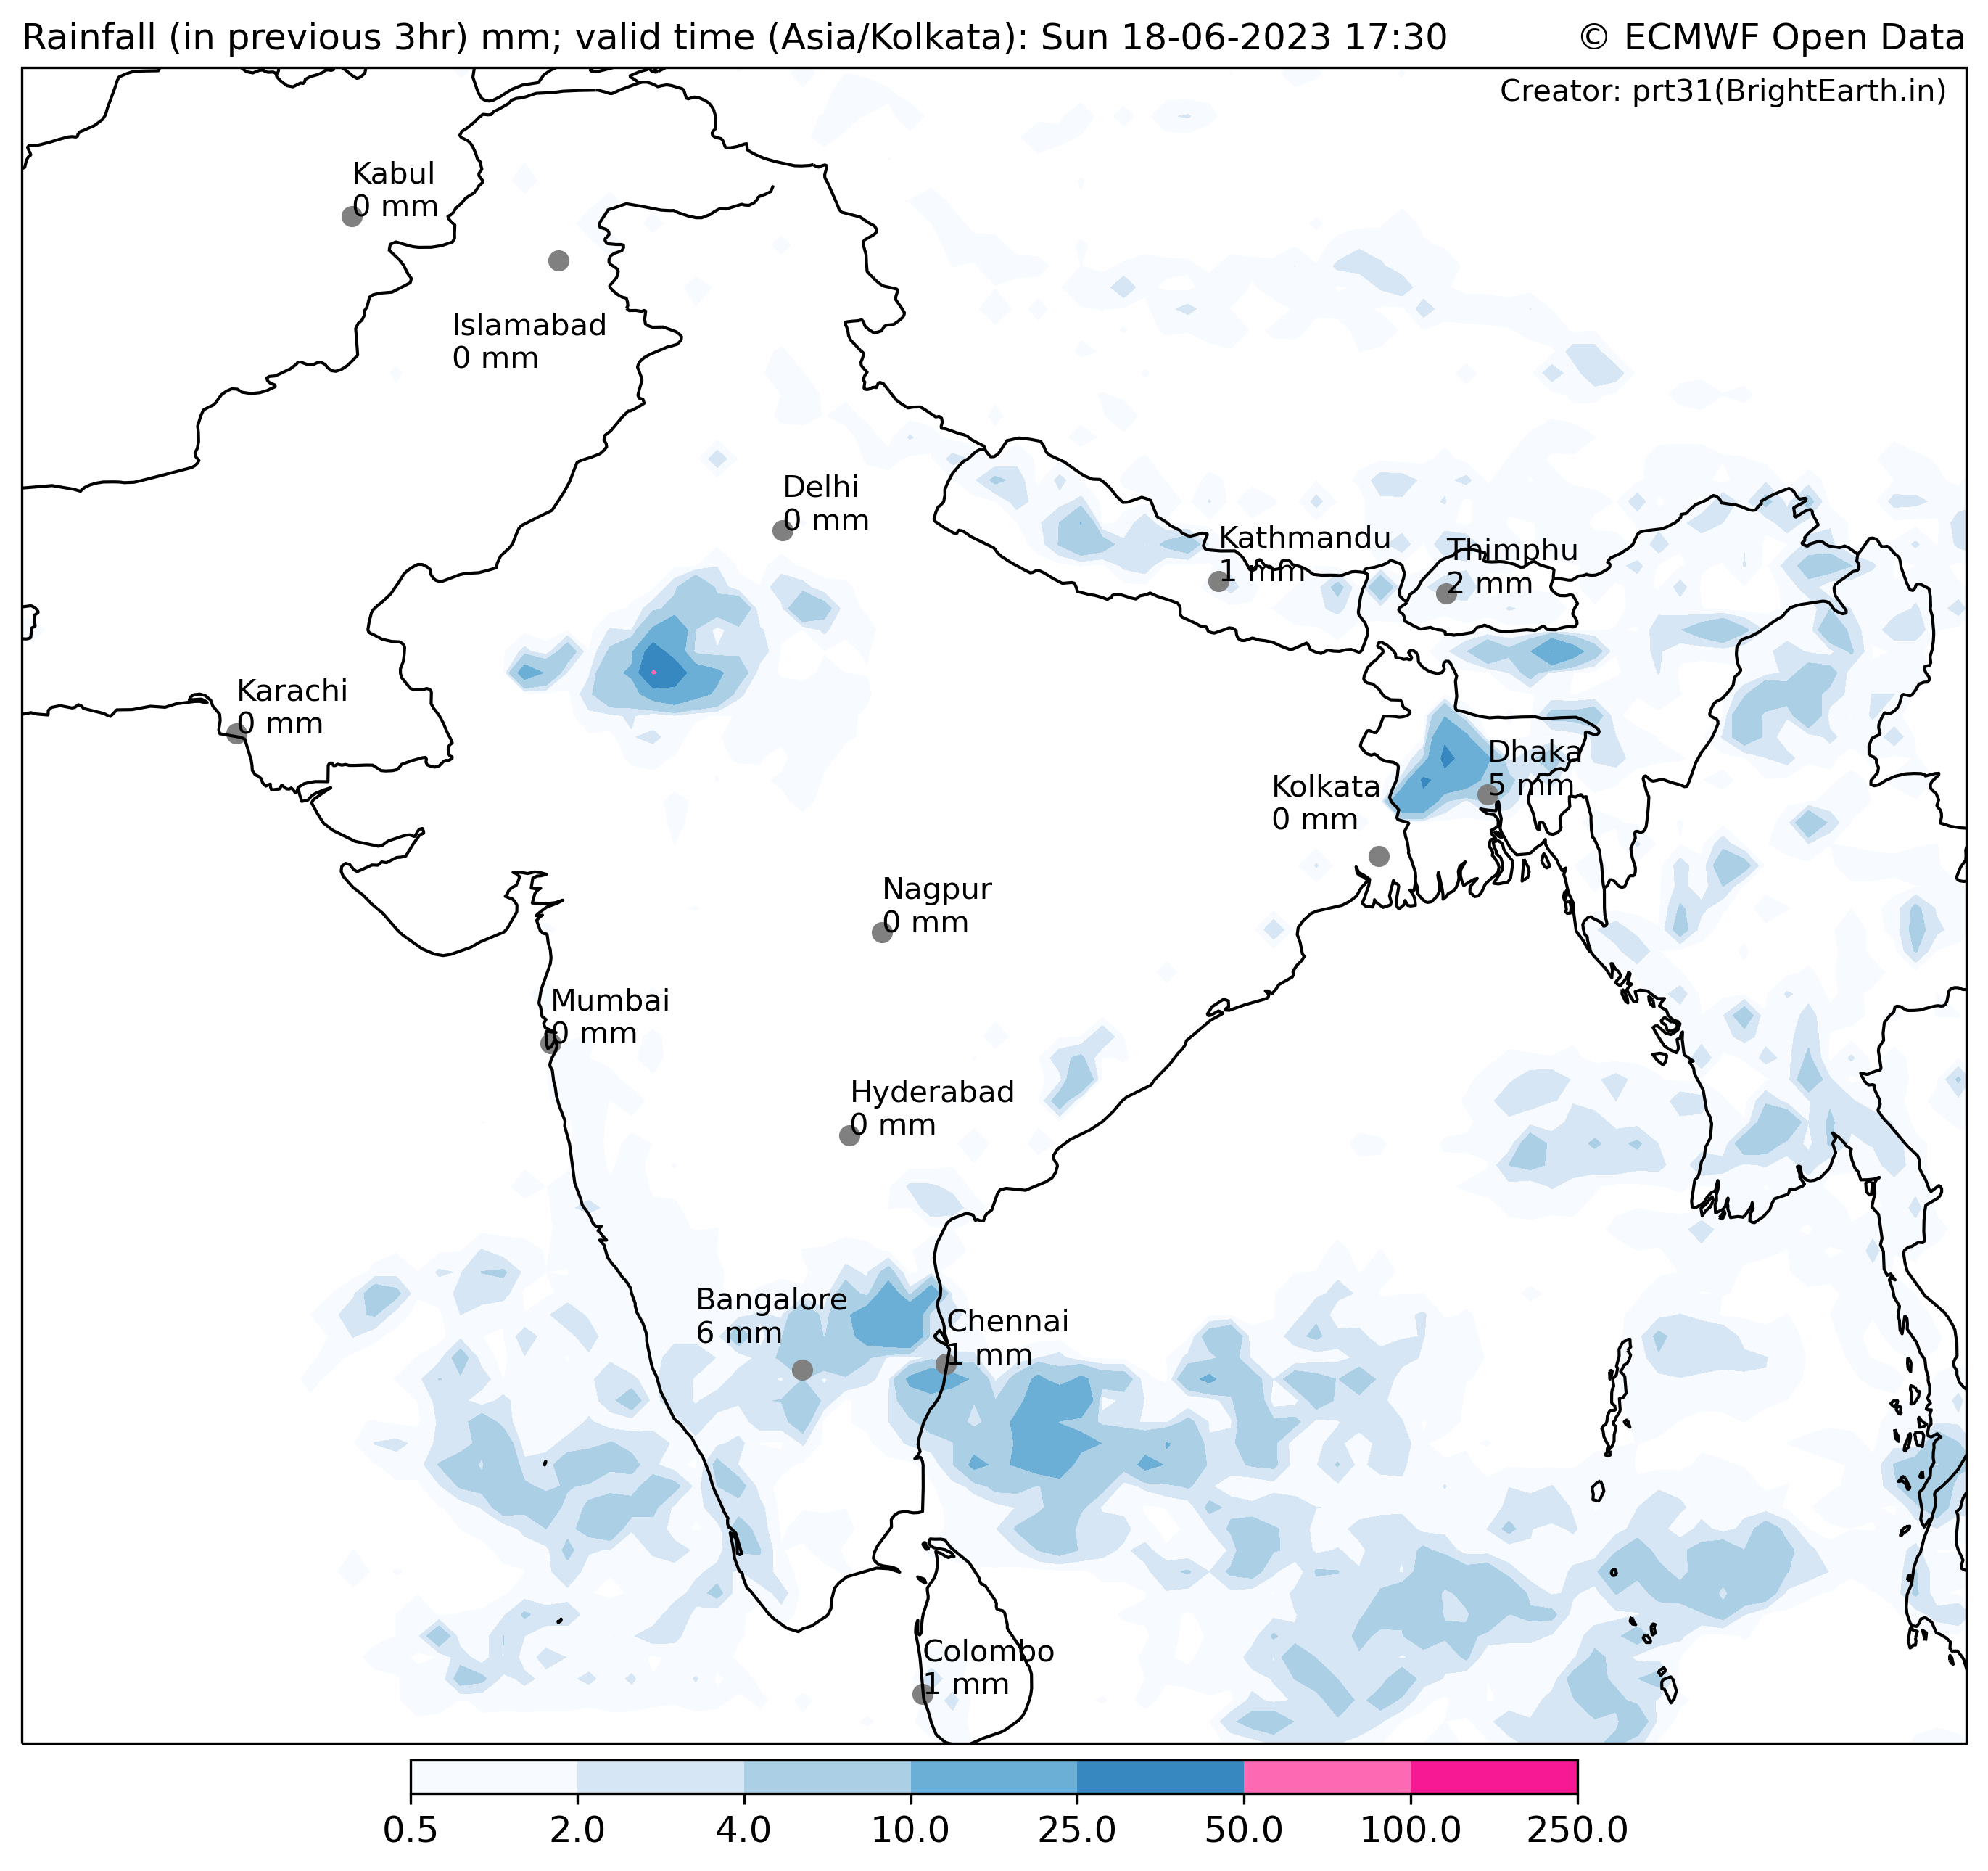 Rainfall (in previous 3hr) mm; valid time (Asia/Kolkata): Sun 18-06-2023 17:30
© ECMWF Open Data
Creator: prt31(BrightEarth.in)
Kabul
0 mm
Islamabad
0 mm
Delhi
0 mm
Kathmandu
1 mm
Thimphu
2 mm
Karachi
0 mm
Dhaka
5 mm
Kolkata
0 mm
Nagpur
0 mm
Mumbai
0 mm
Hyderabad
0 mm
Bangalore
6 mm
Chennai
1 mm
Colombo
1 mm
0.5 2.0 4.0 10.0 25.0 50.0 100.0 250.0